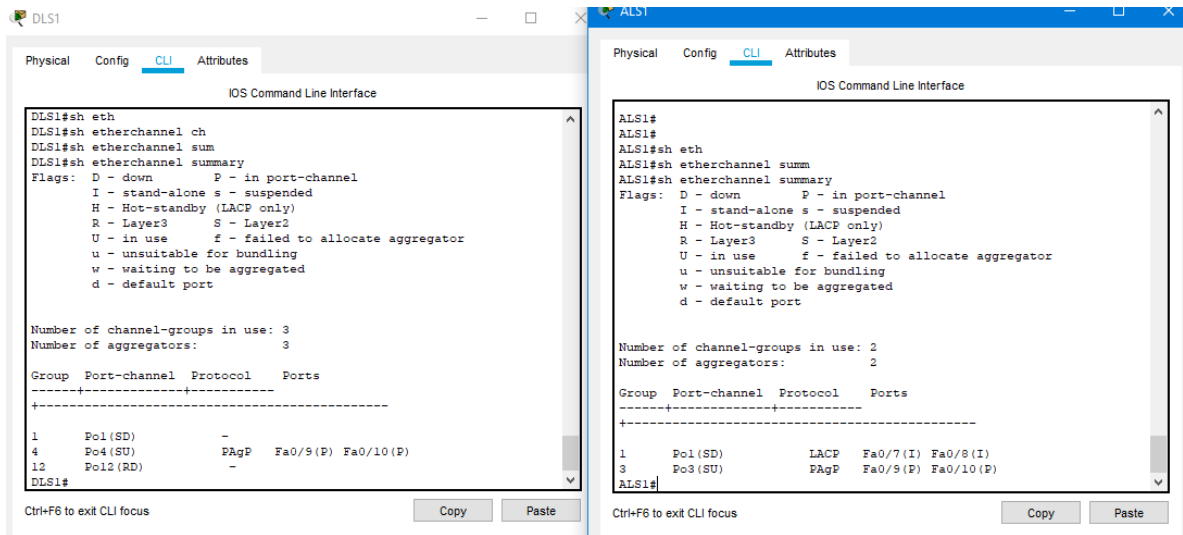 DLS1
Physical Config CLI Attributes
IOS Command Line Interface
DLS1#sh eth
DLS1#sh etherchannel ch
DLS1#sh etherchannel sum
DLS1#sh etherchannel summary
Flags:  D - down        P - in port-channel
        I - stand-alone s - suspended
        H - Hot-standby (LACP only)
        R - Layer3      S - Layer2
        U - in use      f - failed to allocate aggregator
        u - unsuitable for bundling
        w - waiting to be aggregated
        d - default port
Number of channel-groups in use: 3
Number of aggregators:           3
Group  Port-channel  Protocol    Ports
------+-------------+-----------
+----------------------------------------------
1      Po1(SD)           -
4      Po4(SU)           PAgP   Fa0/9(P) Fa0/10(P)
12     Po12(RD)           -
DLS1#
Ctrl+F6 to exit CLI focus
Copy Paste
ALS1
Physical Config CLI Attributes
IOS Command Line Interface
ALS1#
ALS1#
ALS1#sh eth
ALS1#sh etherchannel summ
ALS1#sh etherchannel summary
Flags:  D - down        P - in port-channel
        I - stand-alone s - suspended
        H - Hot-standby (LACP only)
        R - Layer3      S - Layer2
        U - in use      f - failed to allocate aggregator
        u - unsuitable for bundling
        w - waiting to be aggregated
        d - default port
Number of channel-groups in use: 2
Number of aggregators:           2
Group  Port-channel  Protocol    Ports
------+-------------+-----------
+----------------------------------------------
1      Po1(SD)           LACP   Fa0/7(I) Fa0/8(I)
3      Po3(SU)           PAgP   Fa0/9(P) Fa0/10(P)
ALS1#
Ctrl+F6 to exit CLI focus
Copy Paste